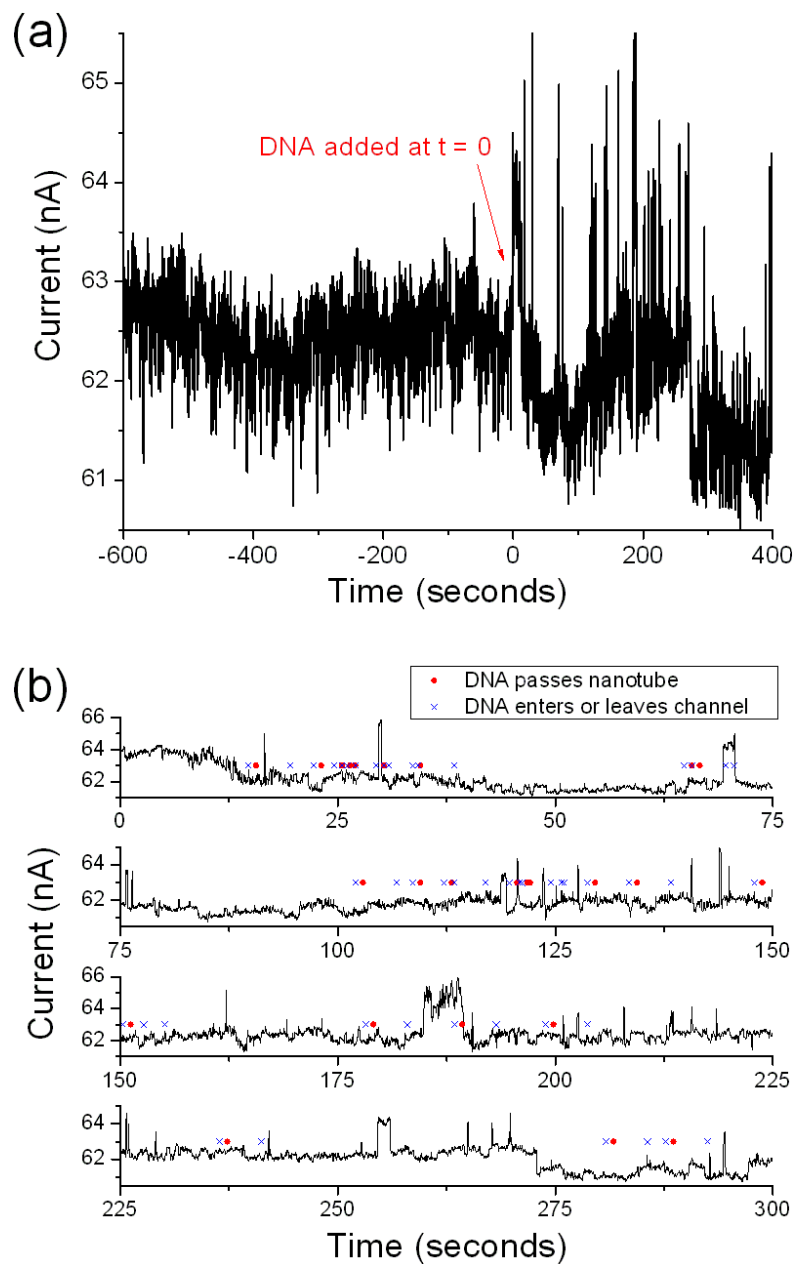 (a)
65
64
63
62
61
Current (nA)
DNA added at t = 0
-600 -400 -200 0 200 400
Time (seconds)
(b)
DNA passes nanotube
DNA enters or leaves channel
66
64
62
0 25 50 75
64
62
75 100 125 150
66
64
62
150 175 200 225
64
62
225 250 275 300
Current (nA)
Time (seconds)